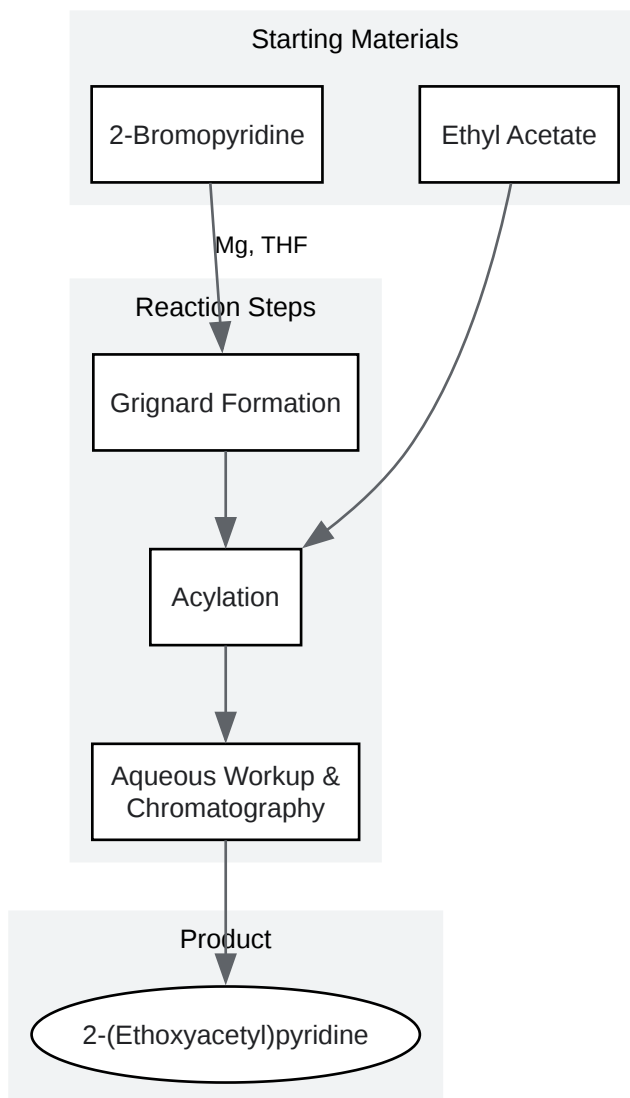 Starting Materials
2-Bromopyridine
Ethyl Acetate
Mg, THF
Reaction Steps
Grignard Formation
Acylation
Aqueous Workup &
Chromatography
Product
2-(Ethoxyacetyl)pyridine